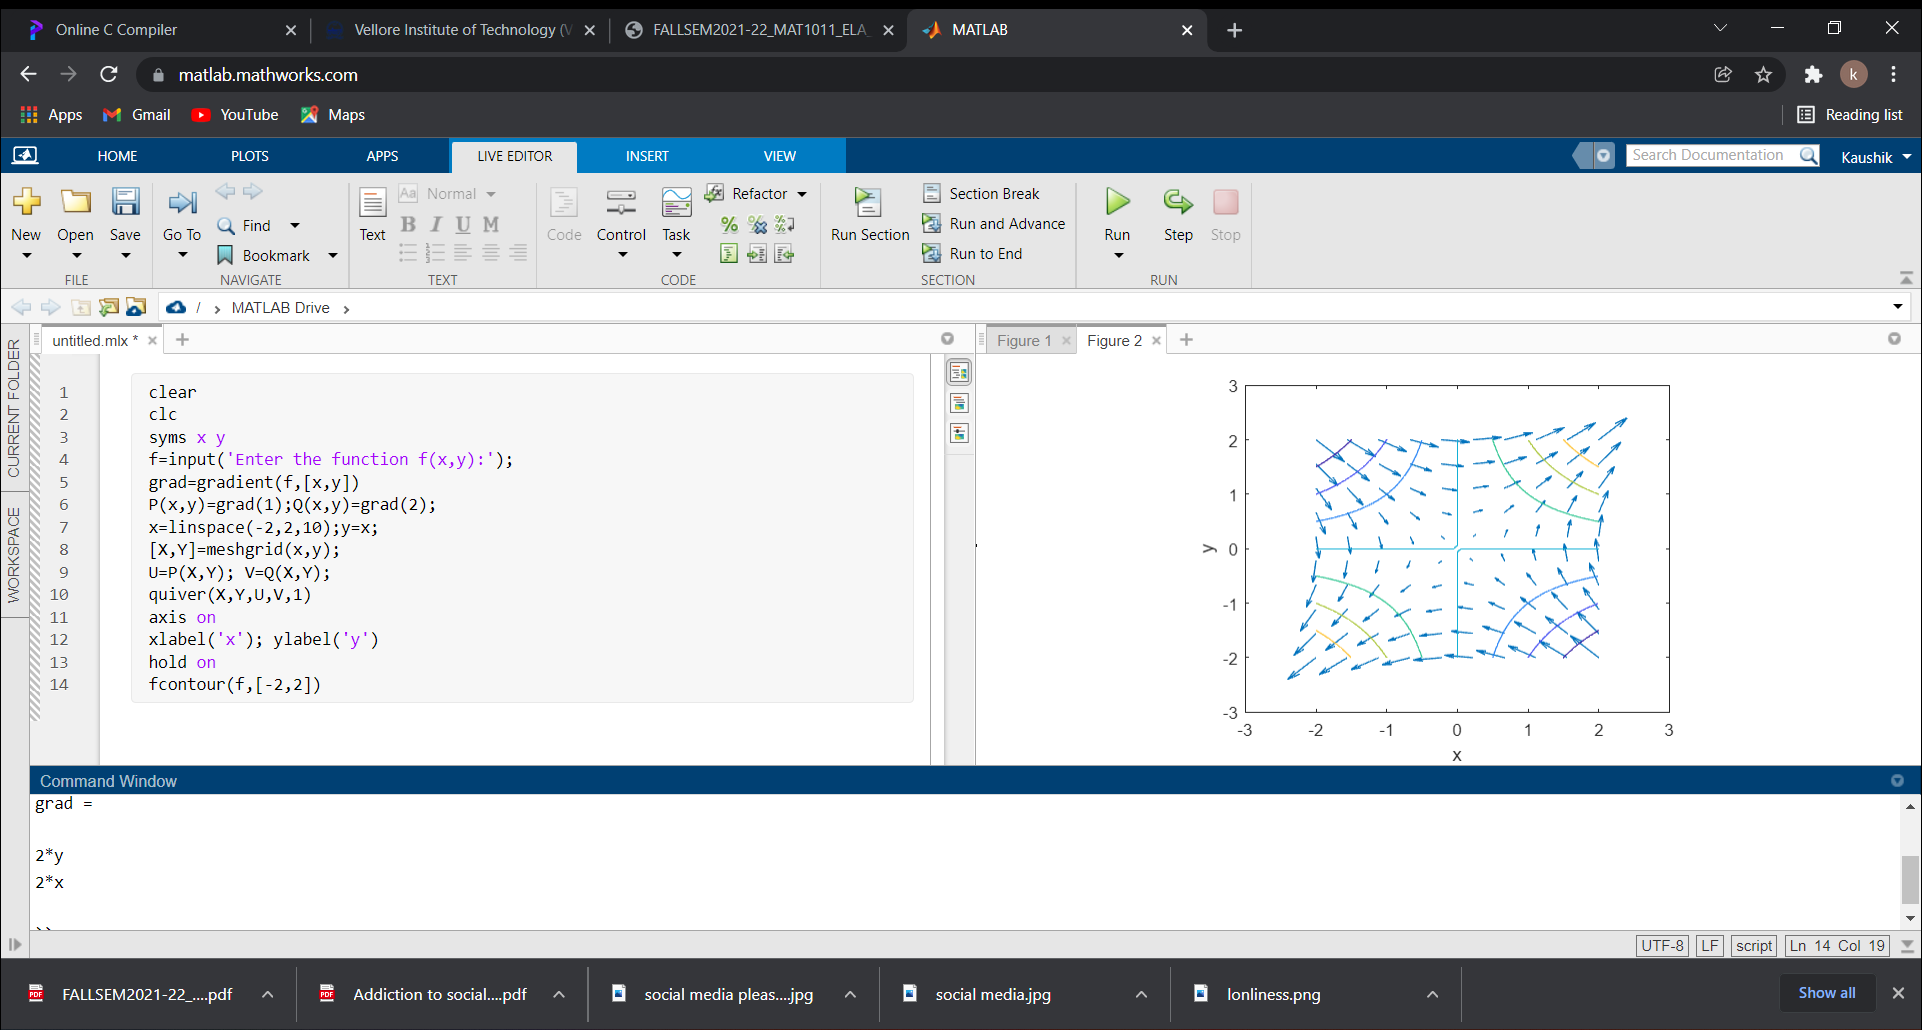 Online C Compiler
Vellore Institute of Technology (V
FALLSEM2021-22_MAT1011_ELA_
MATLAB
matlab.mathworks.com
k
Apps
Gmail
YouTube
Maps
Reading list
HOME
PLOTS
APPS
LIVE EDITOR
INSERT
VIEW
Search Documentation
Kaushik
New
Open
Save
FILE
Go To
Find
Bookmark
NAVIGATE
Text
Aa Normal
B I U M
TEXT
Code
Control
Task
Refactor
CODE
Run Section
Section Break
Run and Advance
Run to End
SECTION
Run
Step
Stop
RUN
/ › MATLAB Drive ›
CURRENT FOLDER
WORKSPACE
untitled.mlx *
1 clear
2 clc
3 syms x y
4 f=input('Enter the function f(x,y):');
5 grad=gradient(f,[x,y])
6 P(x,y)=grad(1);Q(x,y)=grad(2);
7 x=linspace(-2,2,10);y=x;
8 [X,Y]=meshgrid(x,y);
9 U=P(X,Y); V=Q(X,Y);
10 quiver(X,Y,U,V,1)
11 axis on
12 xlabel('x'); ylabel('y')
13 hold on
14 fcontour(f,[-2,2])
Figure 1
Figure 2
3
2
1
0
-1
-2
-3
y
-3 -2 -1 0 1 2 3
x
Command Window
grad =
2*y
2*x
UTF-8
LF
script
Ln 14 Col 19
FALLSEM2021-22_....pdf
Addiction to social....pdf
social media pleas....jpg
social media.jpg
lonliness.png
Show all